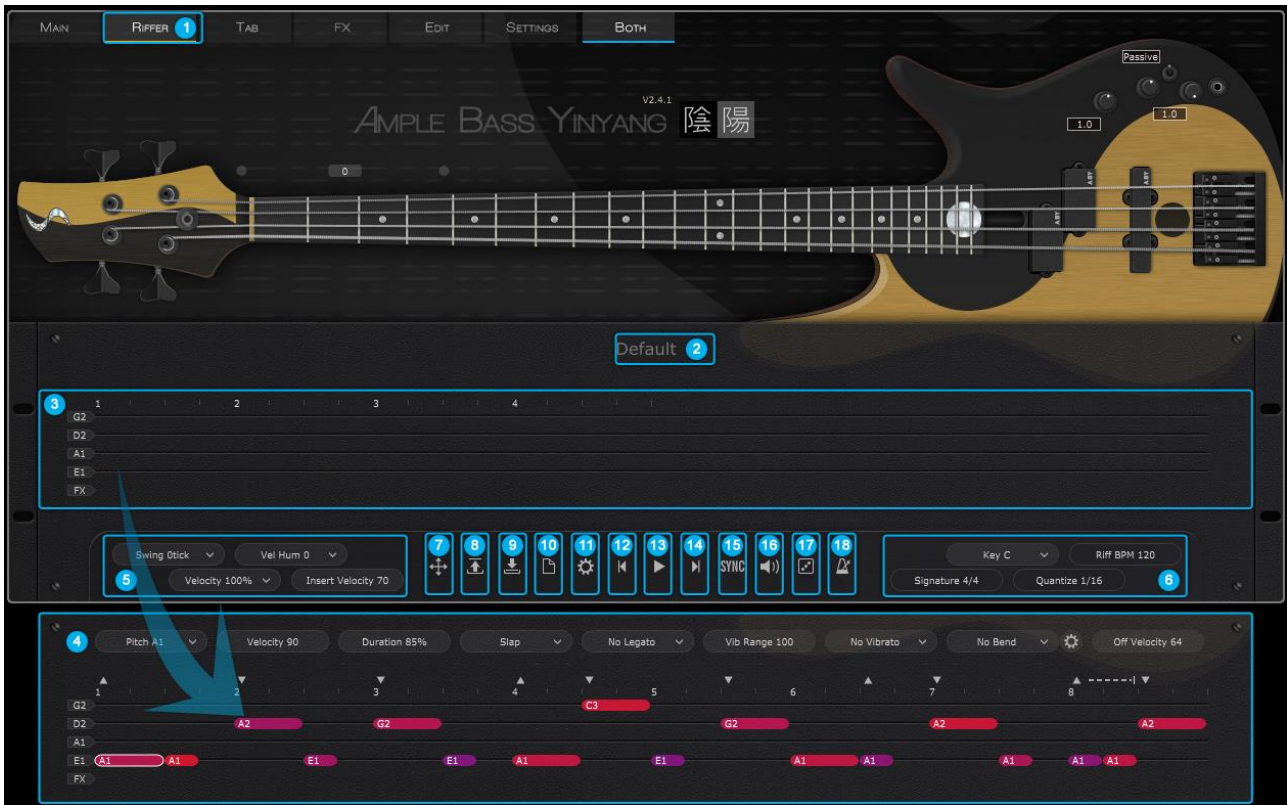 MAIN RIFFER 1 TAB FX EDIT SETTINGS BOTH
Passive
V2.4.1
AMPLE BASS YINYANG 陰 陽
1.0
1.0
0
Default 2
3 1 2 3 4
G2
D2
A1
E1
FX
7 8 9 10 11 12 13 14 15 16 17 18
Swing 0tick Vel Hum 0
SYNC
Key C Riff BPM 120
5 Velocity 100% Insert Velocity 70
Signature 4/4 Quantize 1/16 6
4 Pitch A1 Velocity 90 Duration 85% Slap No Legato Vib Range 100 No Vibrato No Bend Off Velocity 64
1 2 3 4 5 6 7 8
G2 C3
D2 A2 G2 G2 A2 A2
A1
E1 A1 A1 E1 E1 A1 E1 A1 A1 A1 A1 A1
FX